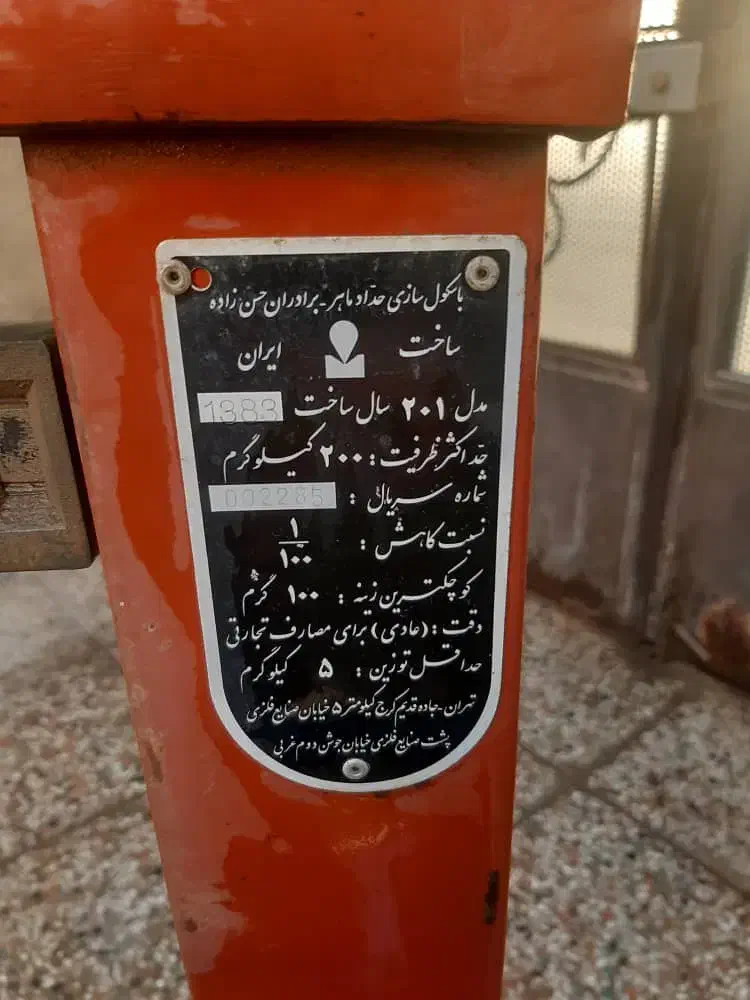 باسکول سازی حداد ماهر - برادران حسن زاده
ساخت ایران
مدل ۲۰۱ سال ساخت 1383
حداکثر ظرفیت : ۲۰۰ کیلوگرم
شماره سریال : 002285
نسبت کاهش : ۱/۱۰۰
کوچکترین زینه : ۱۰۰ گرم
دقت : (عادی) برای مصارف تجارتی
حداقل توزین : ۵ کیلوگرم
تهران - جاده قدیم کرج کیلومتر ۵ خیابان صنایع فلزی
پشت صنایع فلزی خیابان جوشن دوم غربی